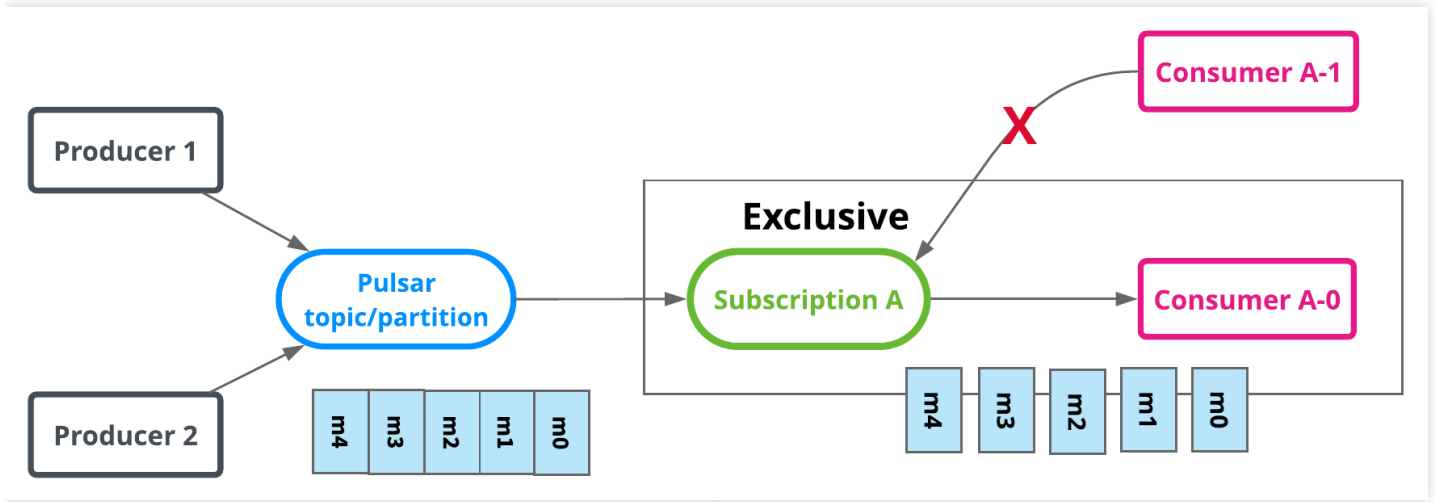 Consumer A-1
X
Producer 1
Exclusive
Pulsar
topic/partition
Subscription A
Consumer A-0
Producer 2
m4
m3
m2
m1
m0
m4
m3
m2
m1
m0